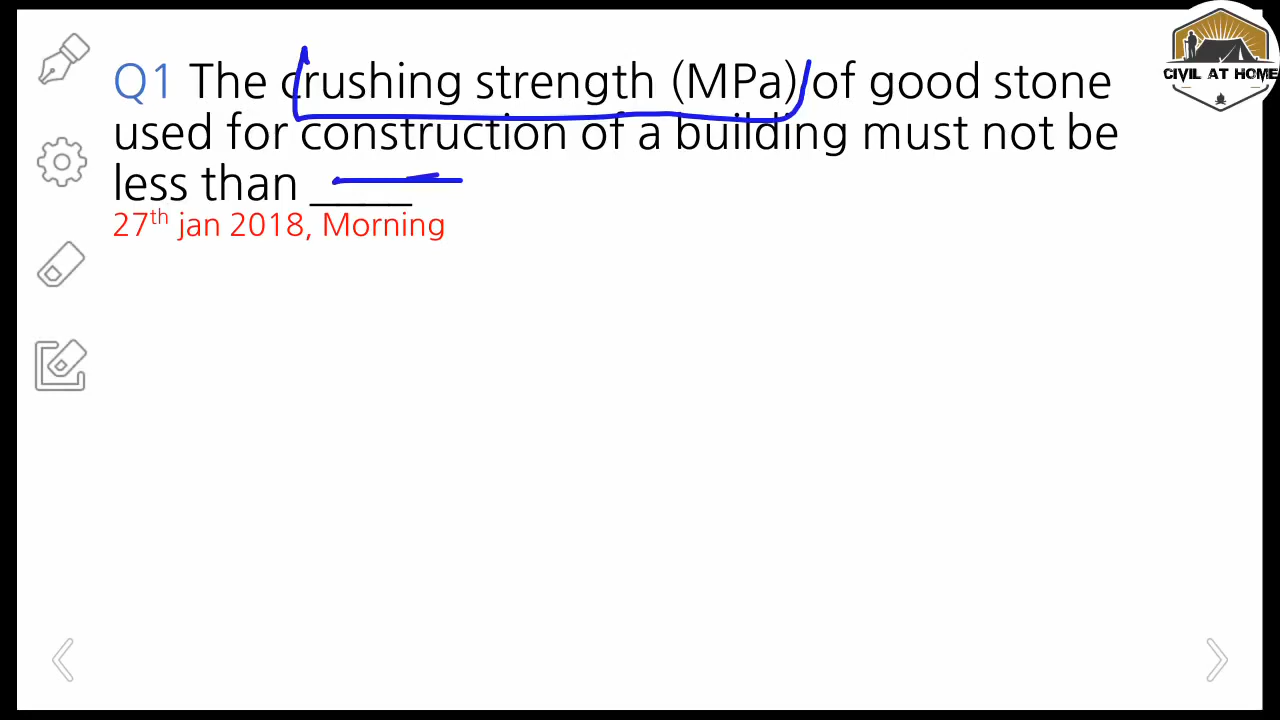 CIVIL AT HOME
Q1 The crushing strength (MPa) of good stone
used for construction of a building must not be
less than ____
27th jan 2018, Morning